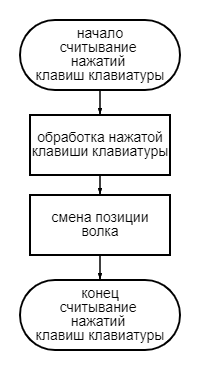 начало
считывание
нажатий
клавиш клавиатуры
обработка нажатой
клавиши клавиатуры
смена позиции
волка
конец
считывание
нажатий
клавиш клавиатуры